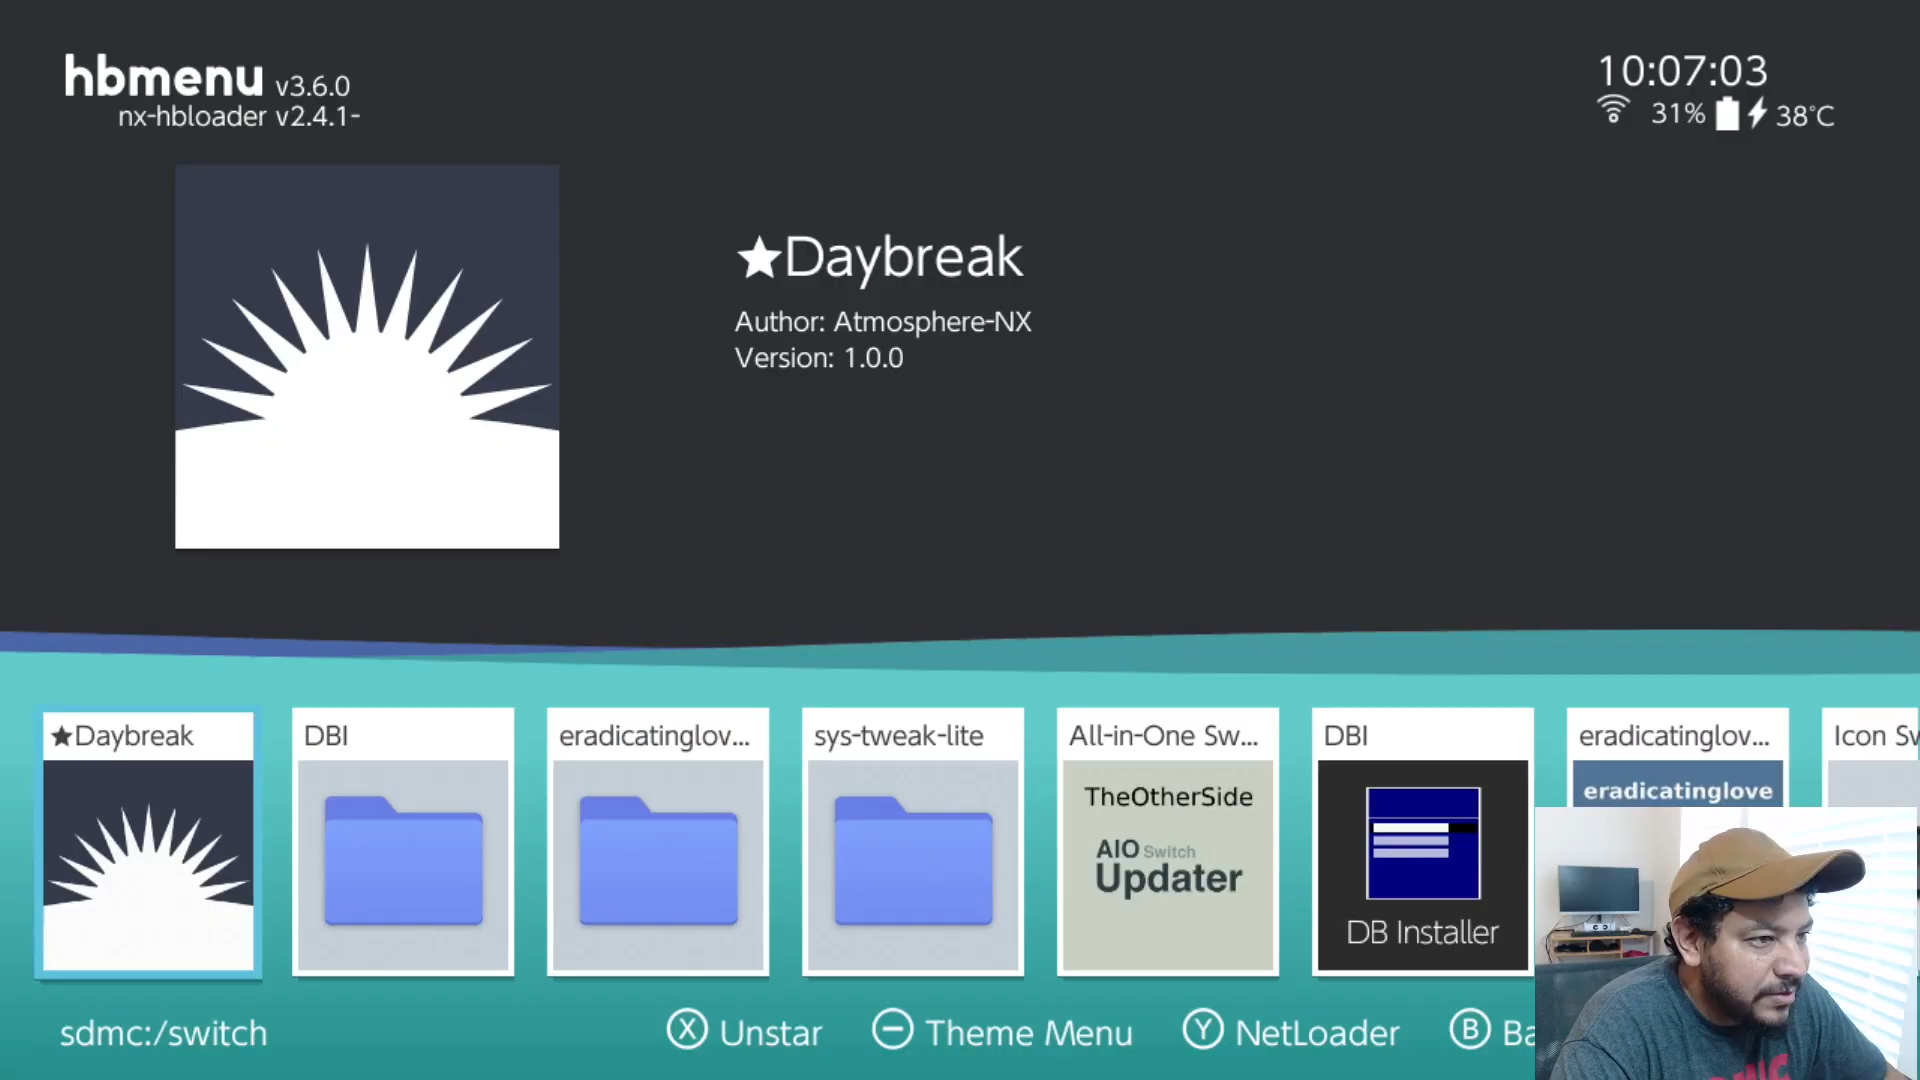 hbmenu v3.6.0
nx-hbloader v2.4.1-
10:07:03
31% 38°C
★Daybreak
Author: Atmosphere-NX
Version: 1.0.0
★Daybreak
DBI
eradicatinglov...
sys-tweak-lite
All-in-One Sw...
TheOtherSide
AIO Switch
Updater
DBI
DB Installer
eradicatinglov...
eradicatinglove
Icon
sdmc:/switch
X Unstar
Theme Menu
Y NetLoader
B